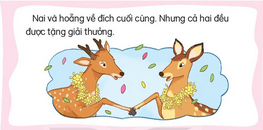 Nai và hoẵng về đích cuối cùng. Nhưng cả hai đều
được tặng giải thưởng.